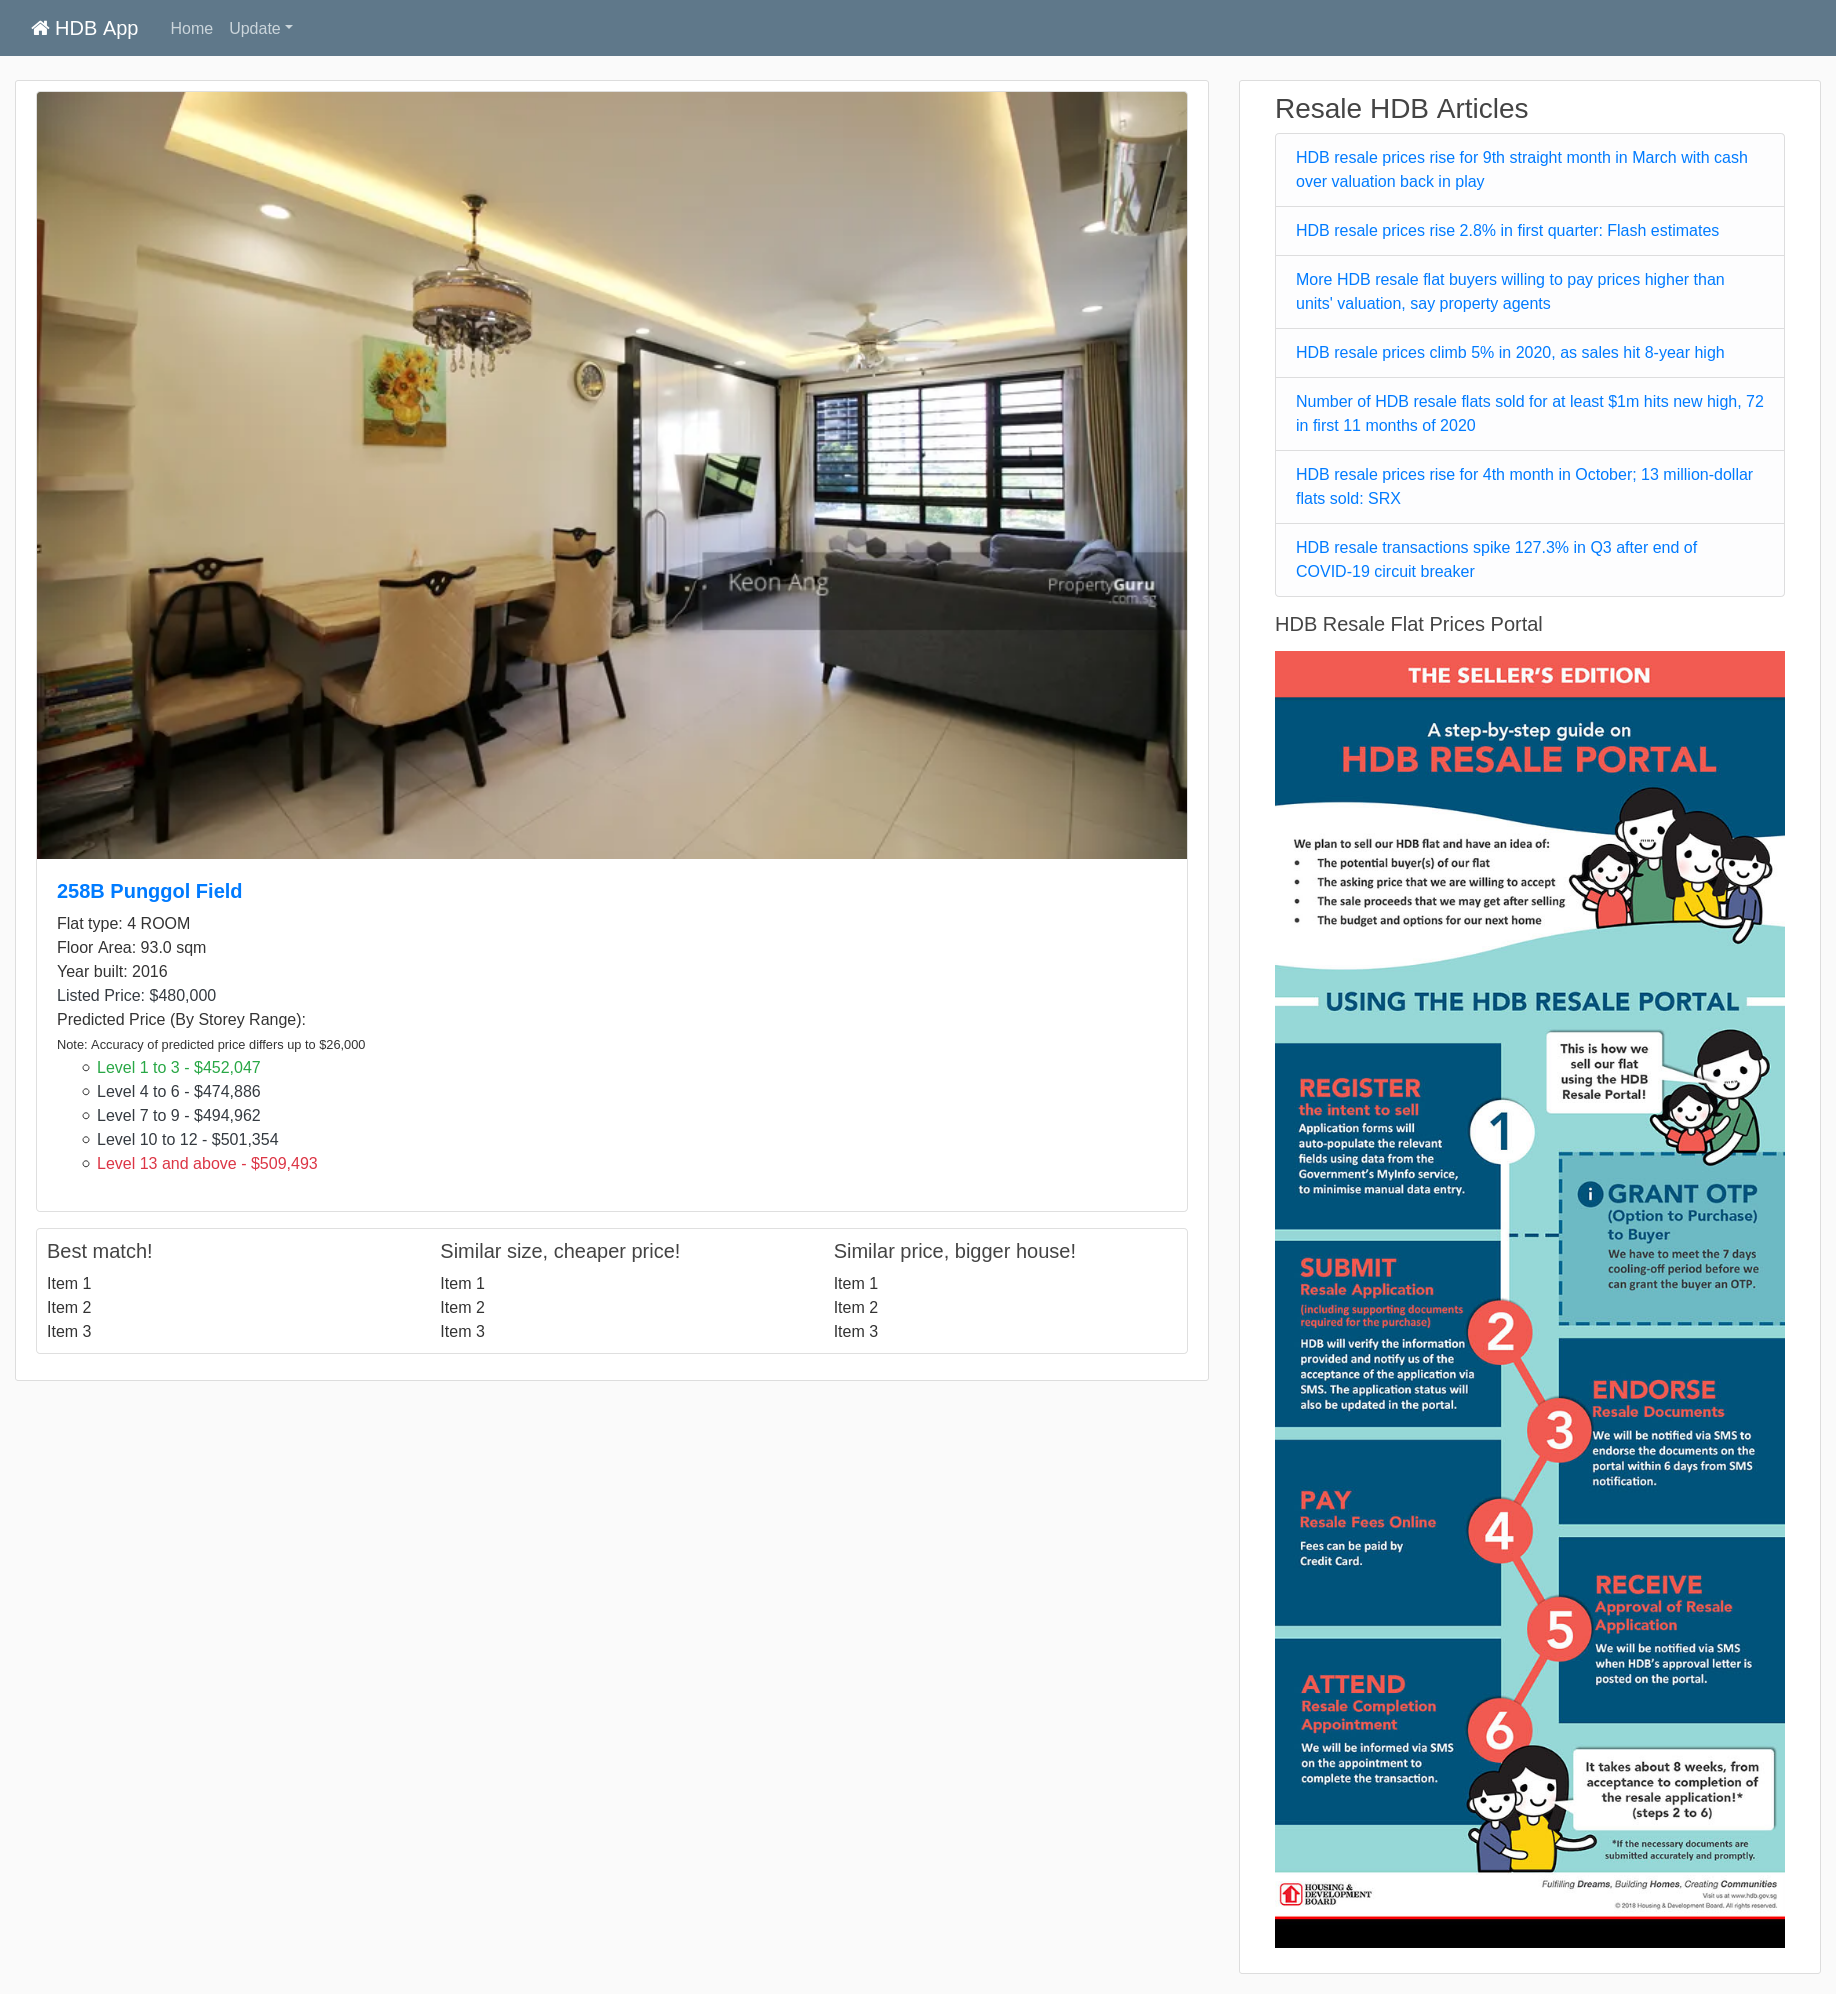 HDB App
Home
Update
Keon Ang
PropertyGuru
.com.sg
258B Punggol Field
Flat type: 4 ROOM
Floor Area: 93.0 sqm
Year built: 2016
Listed Price: $480,000
Predicted Price (By Storey Range):
Note: Accuracy of predicted price differs up to $26,000
Level 1 to 3 - $452,047
Level 4 to 6 - $474,886
Level 7 to 9 - $494,962
Level 10 to 12 - $501,354
Level 13 and above - $509,493
Best match!
Item 1
Item 2
Item 3
Similar size, cheaper price!
Item 1
Item 2
Item 3
Similar price, bigger house!
Item 1
Item 2
Item 3
Resale HDB Articles
HDB resale prices rise for 9th straight month in March with cash
over valuation back in play
HDB resale prices rise 2.8% in first quarter: Flash estimates
More HDB resale flat buyers willing to pay prices higher than
units' valuation, say property agents
HDB resale prices climb 5% in 2020, as sales hit 8-year high
Number of HDB resale flats sold for at least $1m hits new high, 72
in first 11 months of 2020
HDB resale prices rise for 4th month in October; 13 million-dollar
flats sold: SRX
HDB resale transactions spike 127.3% in Q3 after end of
COVID-19 circuit breaker
HDB Resale Flat Prices Portal
THE SELLER'S EDITION
A step-by-step guide on
HDB RESALE PORTAL
We plan to sell our HDB flat and have an idea of:
• The potential buyer(s) of our flat
• The asking price that we are willing to accept
• The sale proceeds that we may get after selling
• The budget and options for our next home
USING THE HDB RESALE PORTAL
This is how we
sell our flat
using the HDB
Resale Portal!
REGISTER
the intent to sell
Application forms will
auto-populate the relevant
fields using data from the
Government's MyInfo service,
to minimise manual data entry.
1
i GRANT OTP
(Option to Purchase)
to Buyer
We have to meet the 7 days
cooling-off period before we
can grant the buyer an OTP.
SUBMIT
Resale Application
(including supporting documents
required for the purchase)
HDB will verify the information
provided and notify us of the
acceptance of the application via
SMS. The application status will
also be updated in the portal.
2
3
ENDORSE
Resale Documents
We will be notified via SMS to
endorse the documents on the
portal within 6 days from SMS
notification.
PAY
Resale Fees Online
Fees can be paid by
Credit Card.
4
5
RECEIVE
Approval of Resale
Application
We will be notified via SMS
when HDB's approval letter is
posted on the portal.
ATTEND
Resale Completion
Appointment
We will be informed via SMS
on the appointment to
complete the transaction.
6
It takes about 8 weeks, from
acceptance to completion of
the resale application!*
(steps 2 to 6)
*If the necessary documents are
submitted accurately and promptly.
HOUSING &
DEVELOPMENT
BOARD
Fulfilling Dreams, Building Homes, Creating Communities
Visit us at www.hdb.gov.sg
© 2018 Housing & Development Board. All rights reserved.